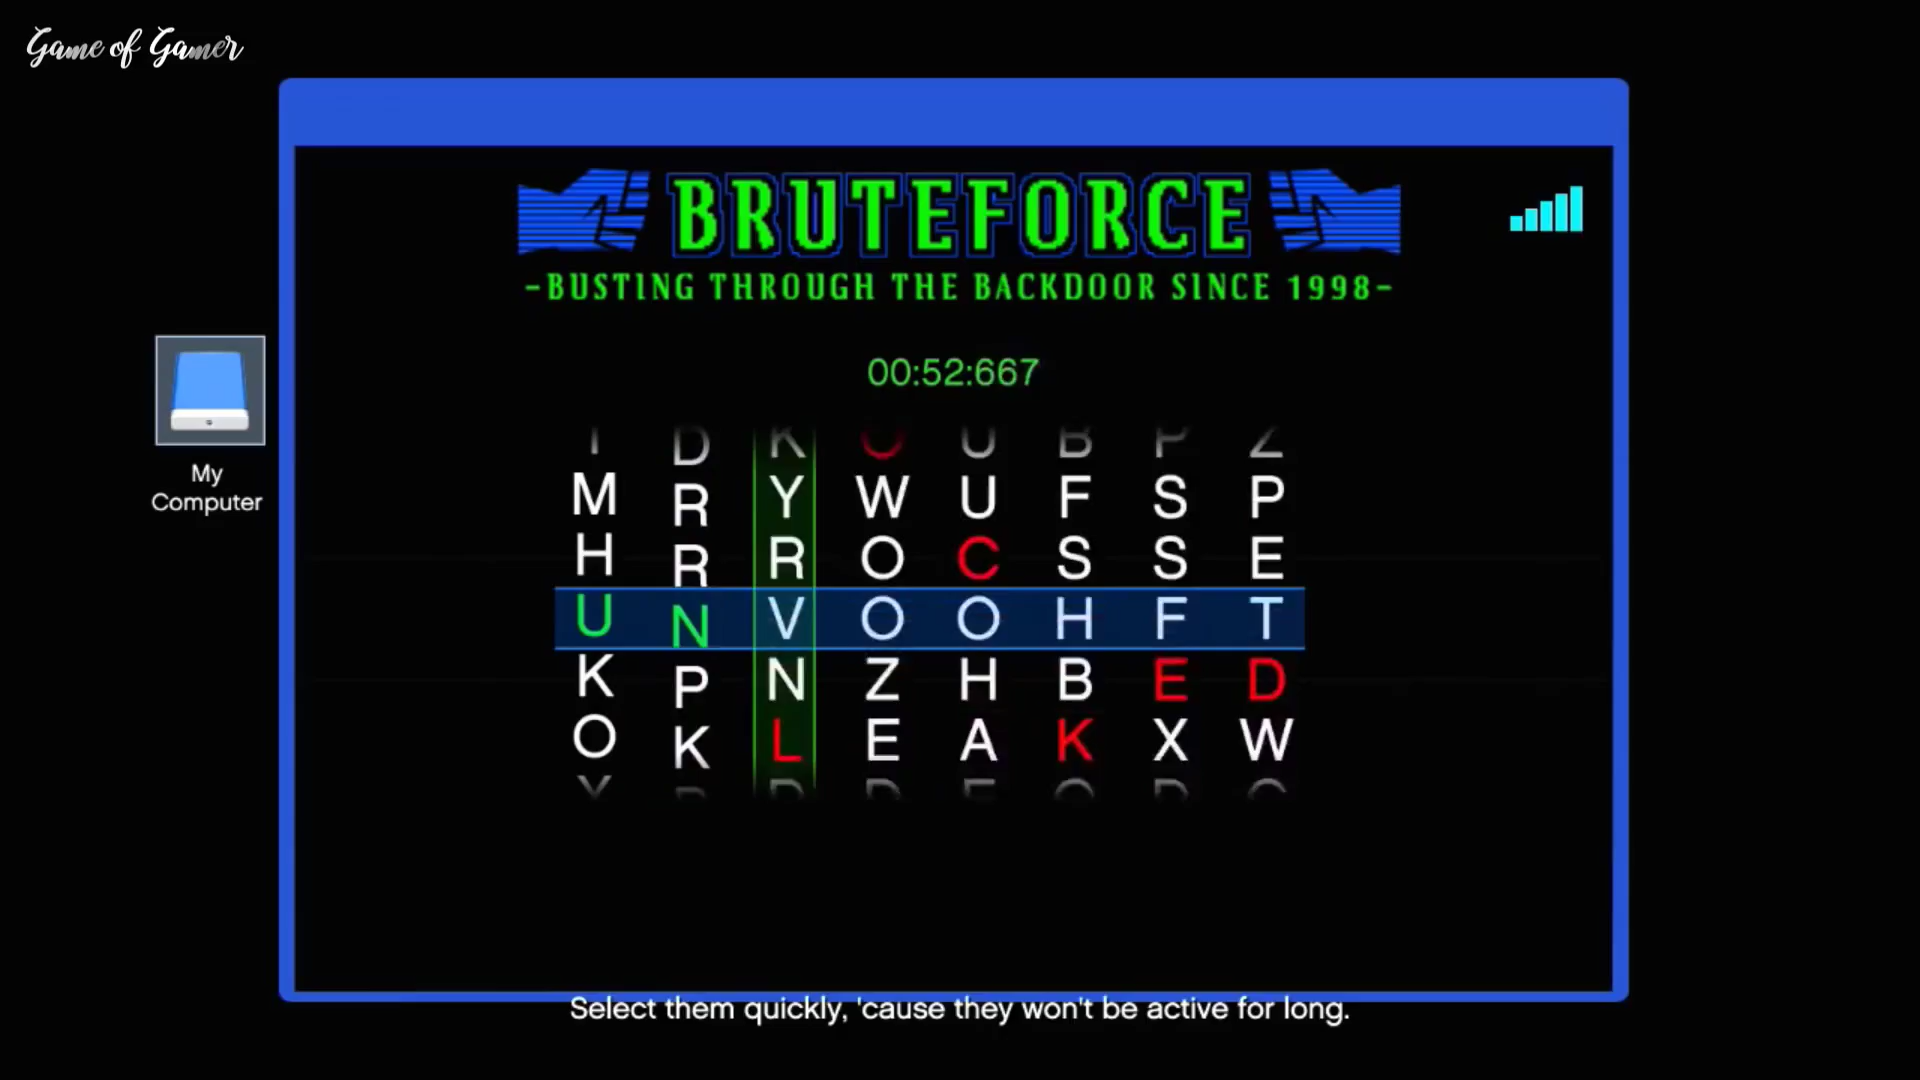 Game of Gamer
BRUTEFORCE
-BUSTING THROUGH THE BACKDOOR SINCE 1998-
00:52:667
D K U B P Z
M R Y W U F S P
H R R O C S S E
U N V O O H F T
K P N Z H B E D
O K L E A K X W
My
Computer
Select them quickly, 'cause they won't be active for long.